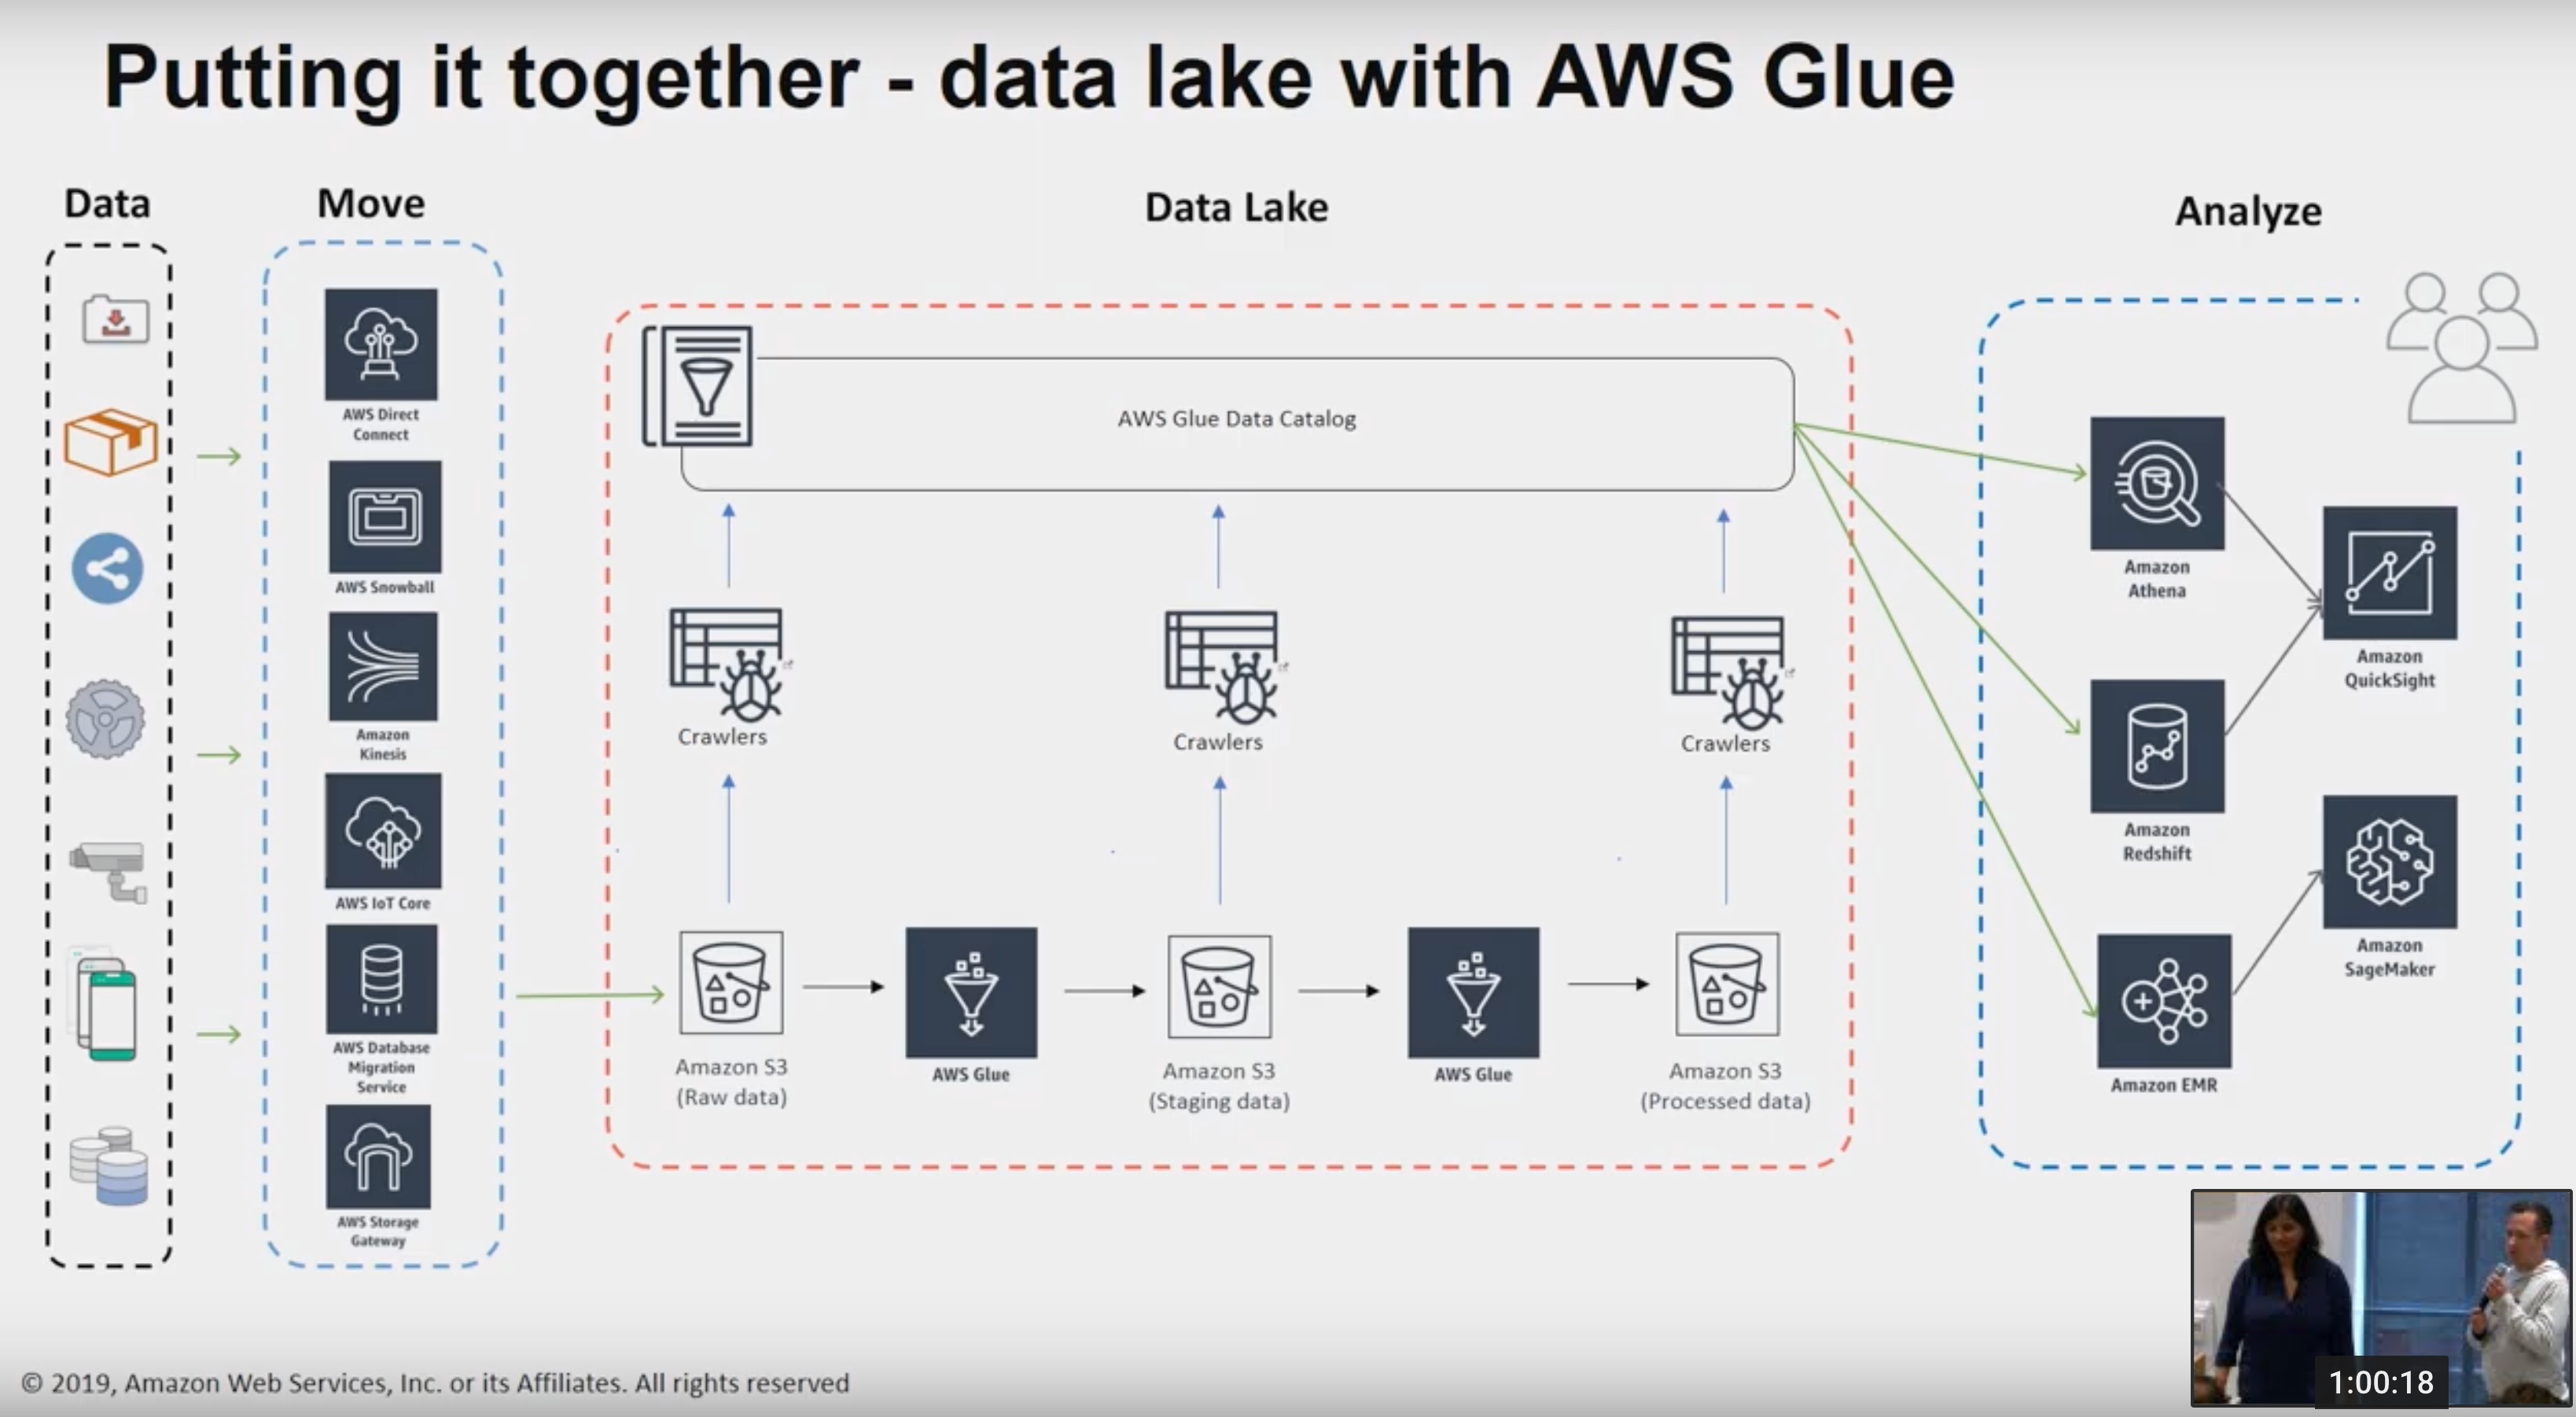 Putting it together - data lake with AWS Glue
Data
Move
Data Lake
Analyze
AWS Direct
Connect
AWS Snowball
Amazon
Kinesis
AWS IoT Core
AWS Database
Migration
Service
AWS Storage
Gateway
AWS Glue Data Catalog
Crawlers
Crawlers
Crawlers
Amazon S3
(Raw data)
AWS Glue
Amazon S3
(Staging data)
AWS Glue
Amazon S3
(Processed data)
Amazon
Athena
Amazon
Redshift
Amazon EMR
Amazon
QuickSight
Amazon
SageMaker
© 2019, Amazon Web Services, Inc. or its Affiliates. All rights reserved
1:00:18